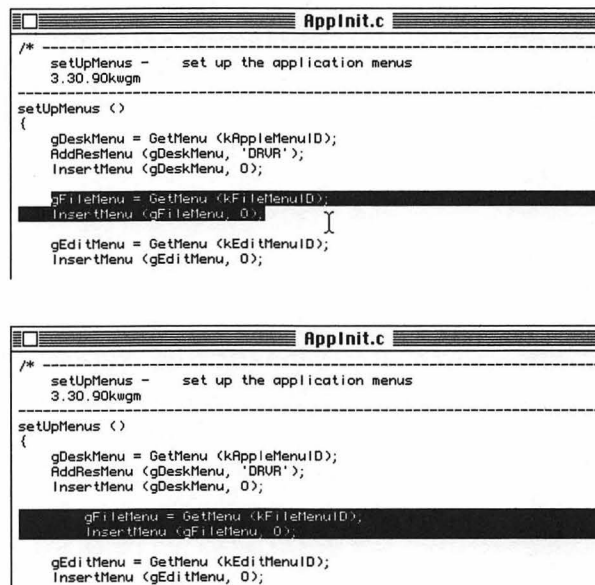 AppInit.c
/* ----------------------------------------------------------------
setUpMenus - set up the application menus
3.30.90kwgm
----------------------------------------------------------------
setUpMenus ()
{
gDeskMenu = GetMenu (kAppleMenuID);
AddResMenu (gDeskMenu, 'DRVR');
InsertMenu (gDeskMenu, 0);
gFileMenu = GetMenu (kFileMenuID);
InsertMenu (gFileMenu, 0);
gEditMenu = GetMenu (kEditMenuID);
InsertMenu (gEditMenu, 0);
AppInit.c
/* ----------------------------------------------------------------
setUpMenus - set up the application menus
3.30.90kwgm
----------------------------------------------------------------
setUpMenus ()
{
gDeskMenu = GetMenu (kAppleMenuID);
AddResMenu (gDeskMenu, 'DRVR');
InsertMenu (gDeskMenu, 0);
gFileMenu = GetMenu (kFileMenuID);
InsertMenu (gFileMenu, 0);
gEditMenu = GetMenu (kEditMenuID);
InsertMenu (gEditMenu, 0);